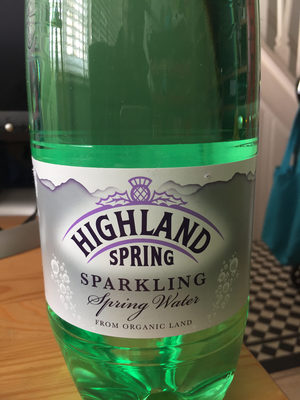 HIGHLAND
SPRING
SPARKLING
Spring Water
FROM ORGANIC LAND